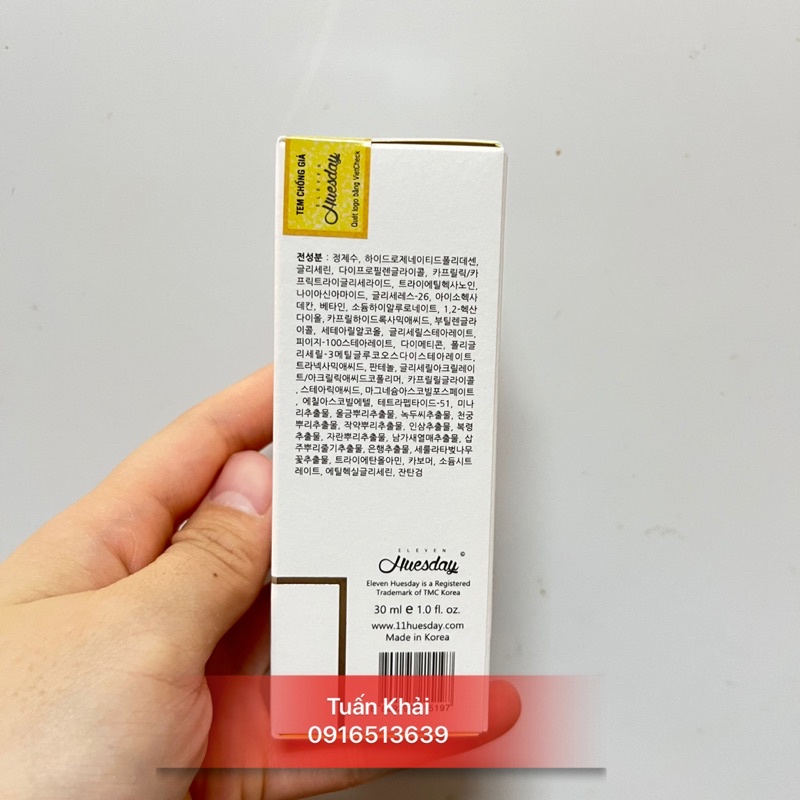 TEM CHỐNG GIẢ
ELEVEN
Huesday
Quét logo bằng VietCheck
전성분 : 정제수, 하이드로제네이티드폴리데센,
글리세린, 다이프로필렌글라이콜, 카프릴릭/카
프릭트라이글리세라이드, 트라이에틸헥사노인,
나이아신아마이드, 글리세레스-26, 아이소헥사
데칸, 베타인, 소듐하이알루로네이트, 1,2-헥산
다이올, 카프릴하이드록사믹애씨드, 부틸렌글라
이콜, 세테아릴알코올, 글리세릴스테아레이트,
피이지-100스테아레이트, 다이메티콘, 폴리글
리세릴-3메틸글루코오스다이스테아레이트,
트라넥사믹애씨드, 판테놀, 글리세릴아크릴레이
트/아크릴릭애씨드코폴리머, 카프릴릴글라이콜
, 스테아릭애씨드, 마그네슘아스코빌포스페이트
, 에칠아스코빌에텔, 테트라펩타이드-51, 미나
리추출물, 울금뿌리추출물, 녹두씨추출물, 천궁
뿌리추출물, 작약뿌리추출물, 인삼추출물, 복령
추출물, 자란뿌리추출물, 남가새열매추출물, 삽
주뿌리줄기추출물, 은행추출물, 세룰라타벚나무
꽃추출물, 트라이에탄올아민, 카보머, 소듐시트
레이트, 에틸헥실글리세린, 잔탄검
ELEVEN
Huesday ©
Eleven Huesday is a Registered
Trademark of TMC Korea
30 ml e 1.0 fl. oz.
www.11huesday.com
Made in Korea
Tuấn Khải
0916513639